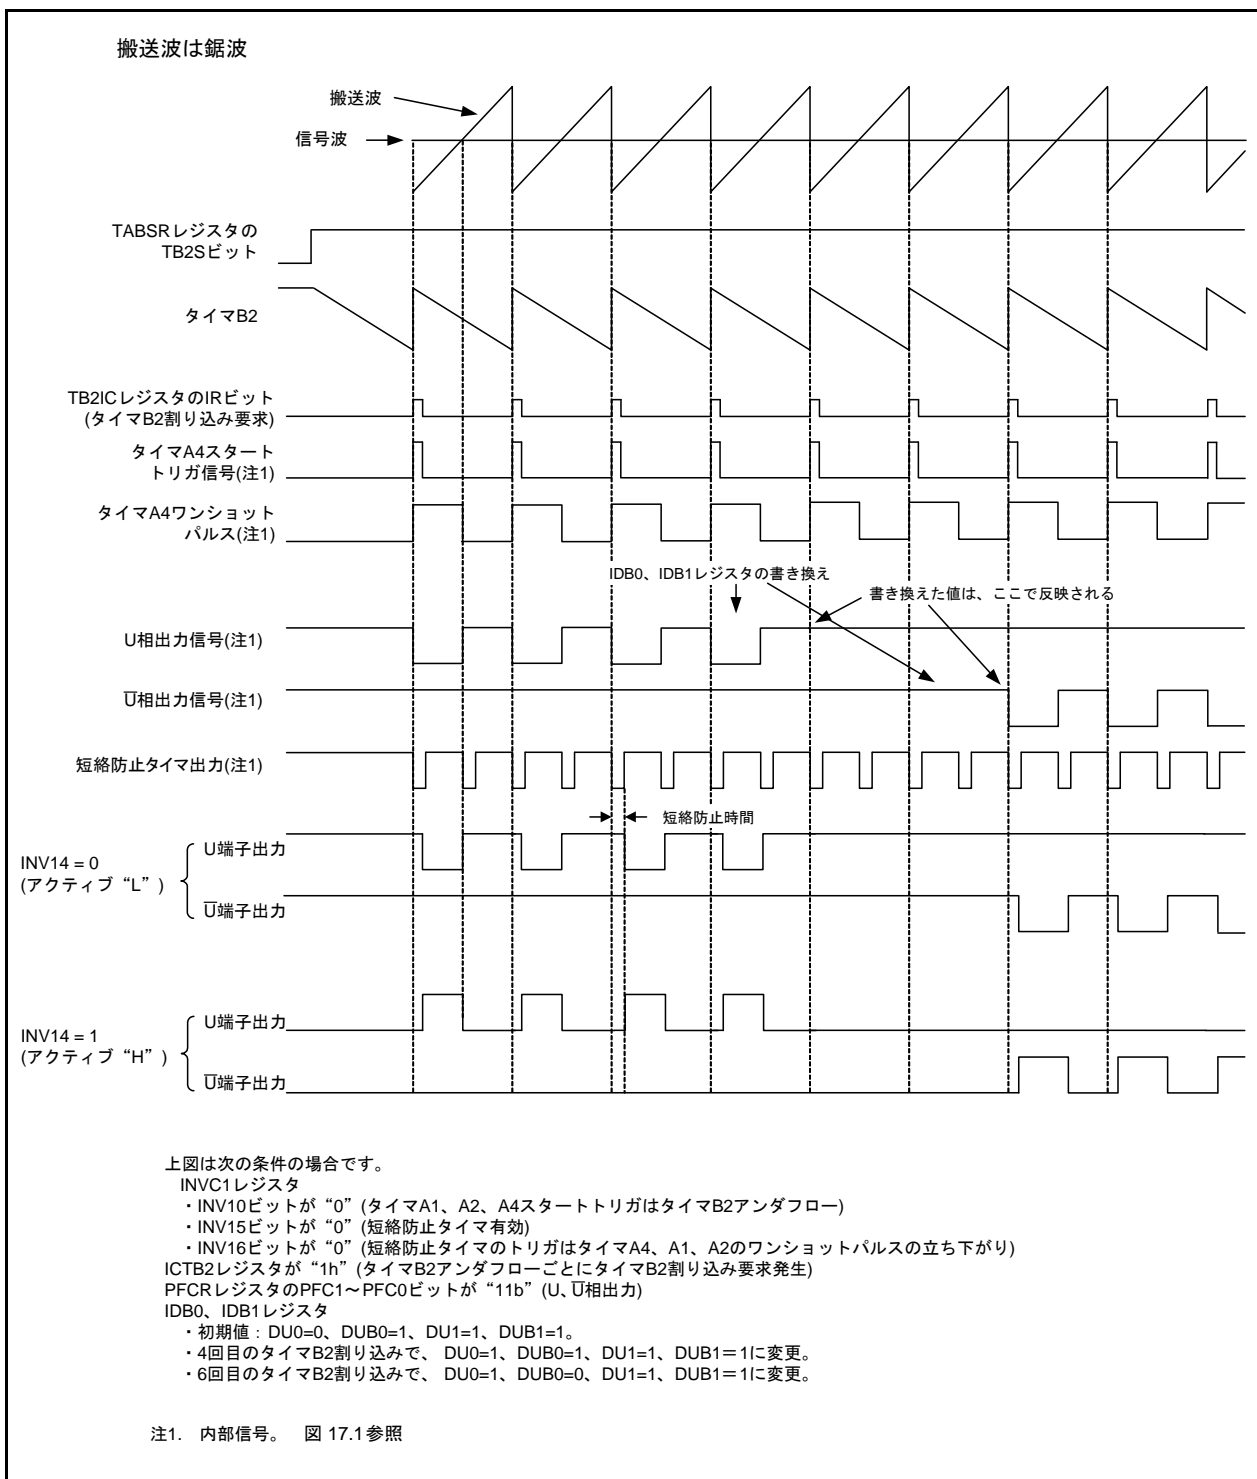 搬送波は鋸波
搬送波
信号波
TABSRレジスタの
TB2Sビット
タイマB2
TB2ICレジスタのIRビット
(タイマB2割り込み要求)
タイマA4スタート
トリガ信号(注1)
タイマA4ワンショット
パルス(注1)
IDB0、IDB1レジスタの書き換え
書き換えた値は、ここで反映される
U相出力信号(注1)
U̅相出力信号(注1)
短絡防止タイマ出力(注1)
短絡防止時間
INV14 = 0
(アクティブ“L”)
U端子出力
U̅端子出力
INV14 = 1
(アクティブ“H”)
U端子出力
U̅端子出力
上図は次の条件の場合です。
INVC1レジスタ
・INV10ビットが“0”(タイマA1、A2、A4スタートトリガはタイマB2アンダフロー)
・INV15ビットが“0”(短絡防止タイマ有効)
・INV16ビットが“0”(短絡防止タイマのトリガはタイマA4、A1、A2のワンショットパルスの立ち下がり)
ICTB2レジスタが“1h”(タイマB2アンダフローごとにタイマB2割り込み要求発生)
PFCRレジスタのPFC1～PFC0ビットが“11b”(U、U̅相出力)
IDB0、IDB1レジスタ
・初期値：DU0=0、DUB0=1、DU1=1、DUB1=1。
・4回目のタイマB2割り込みで、 DU0=1、DUB0=1、DU1=1、DUB1＝1に変更。
・6回目のタイマB2割り込みで、 DU0=1、DUB0=0、DU1=1、DUB1＝1に変更。
注1. 内部信号。 図 17.1参照